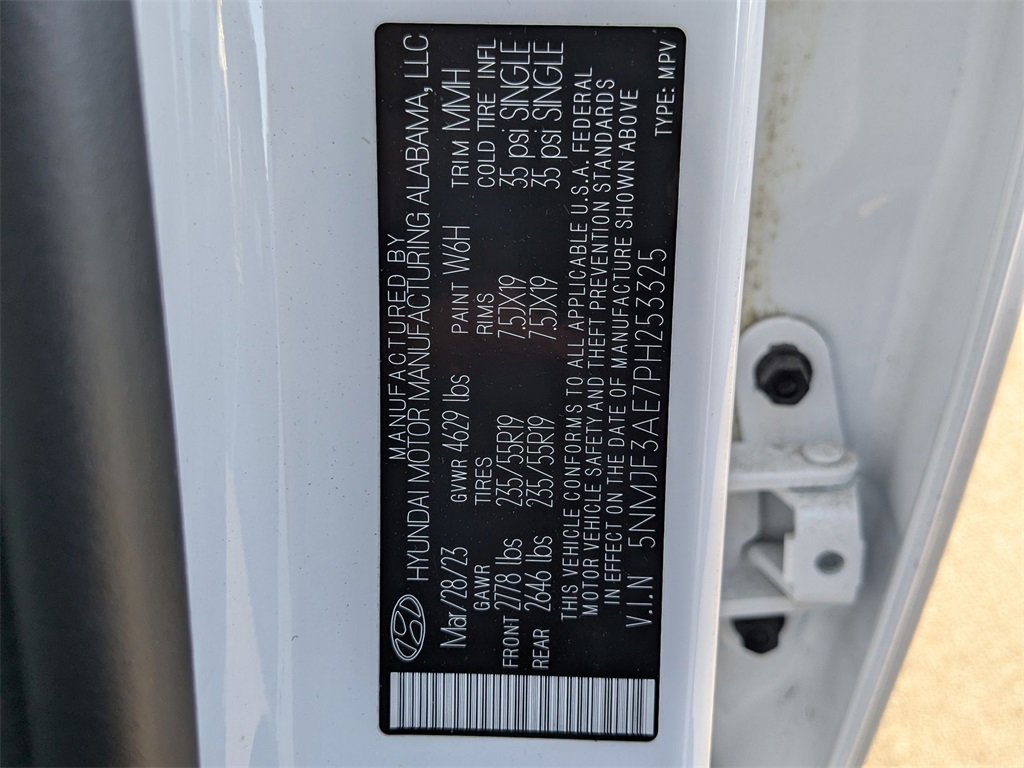 MANUFACTURED BY
HYUNDAI MOTOR MANUFACTURING ALABAMA, LLC
Mar/28/23 GVWR 4629 lbs PAINT W6H TRIM MMH
GAWR TIRES RIMS COLD TIRE INFL
FRONT 2778 lbs 235/55R19 7.5JX19 35 psi SINGLE
REAR 2646 lbs 235/55R19 7.5JX19 35 psi SINGLE
THIS VEHICLE CONFORMS TO ALL APPLICABLE U.S.A. FEDERAL
MOTOR VEHICLE SAFETY AND THEFT PREVENTION STANDARDS
IN EFFECT ON THE DATE OF MANUFACTURE SHOWN ABOVE
V.I.N 5NMJF3AE7PH253325 TYPE: MPV